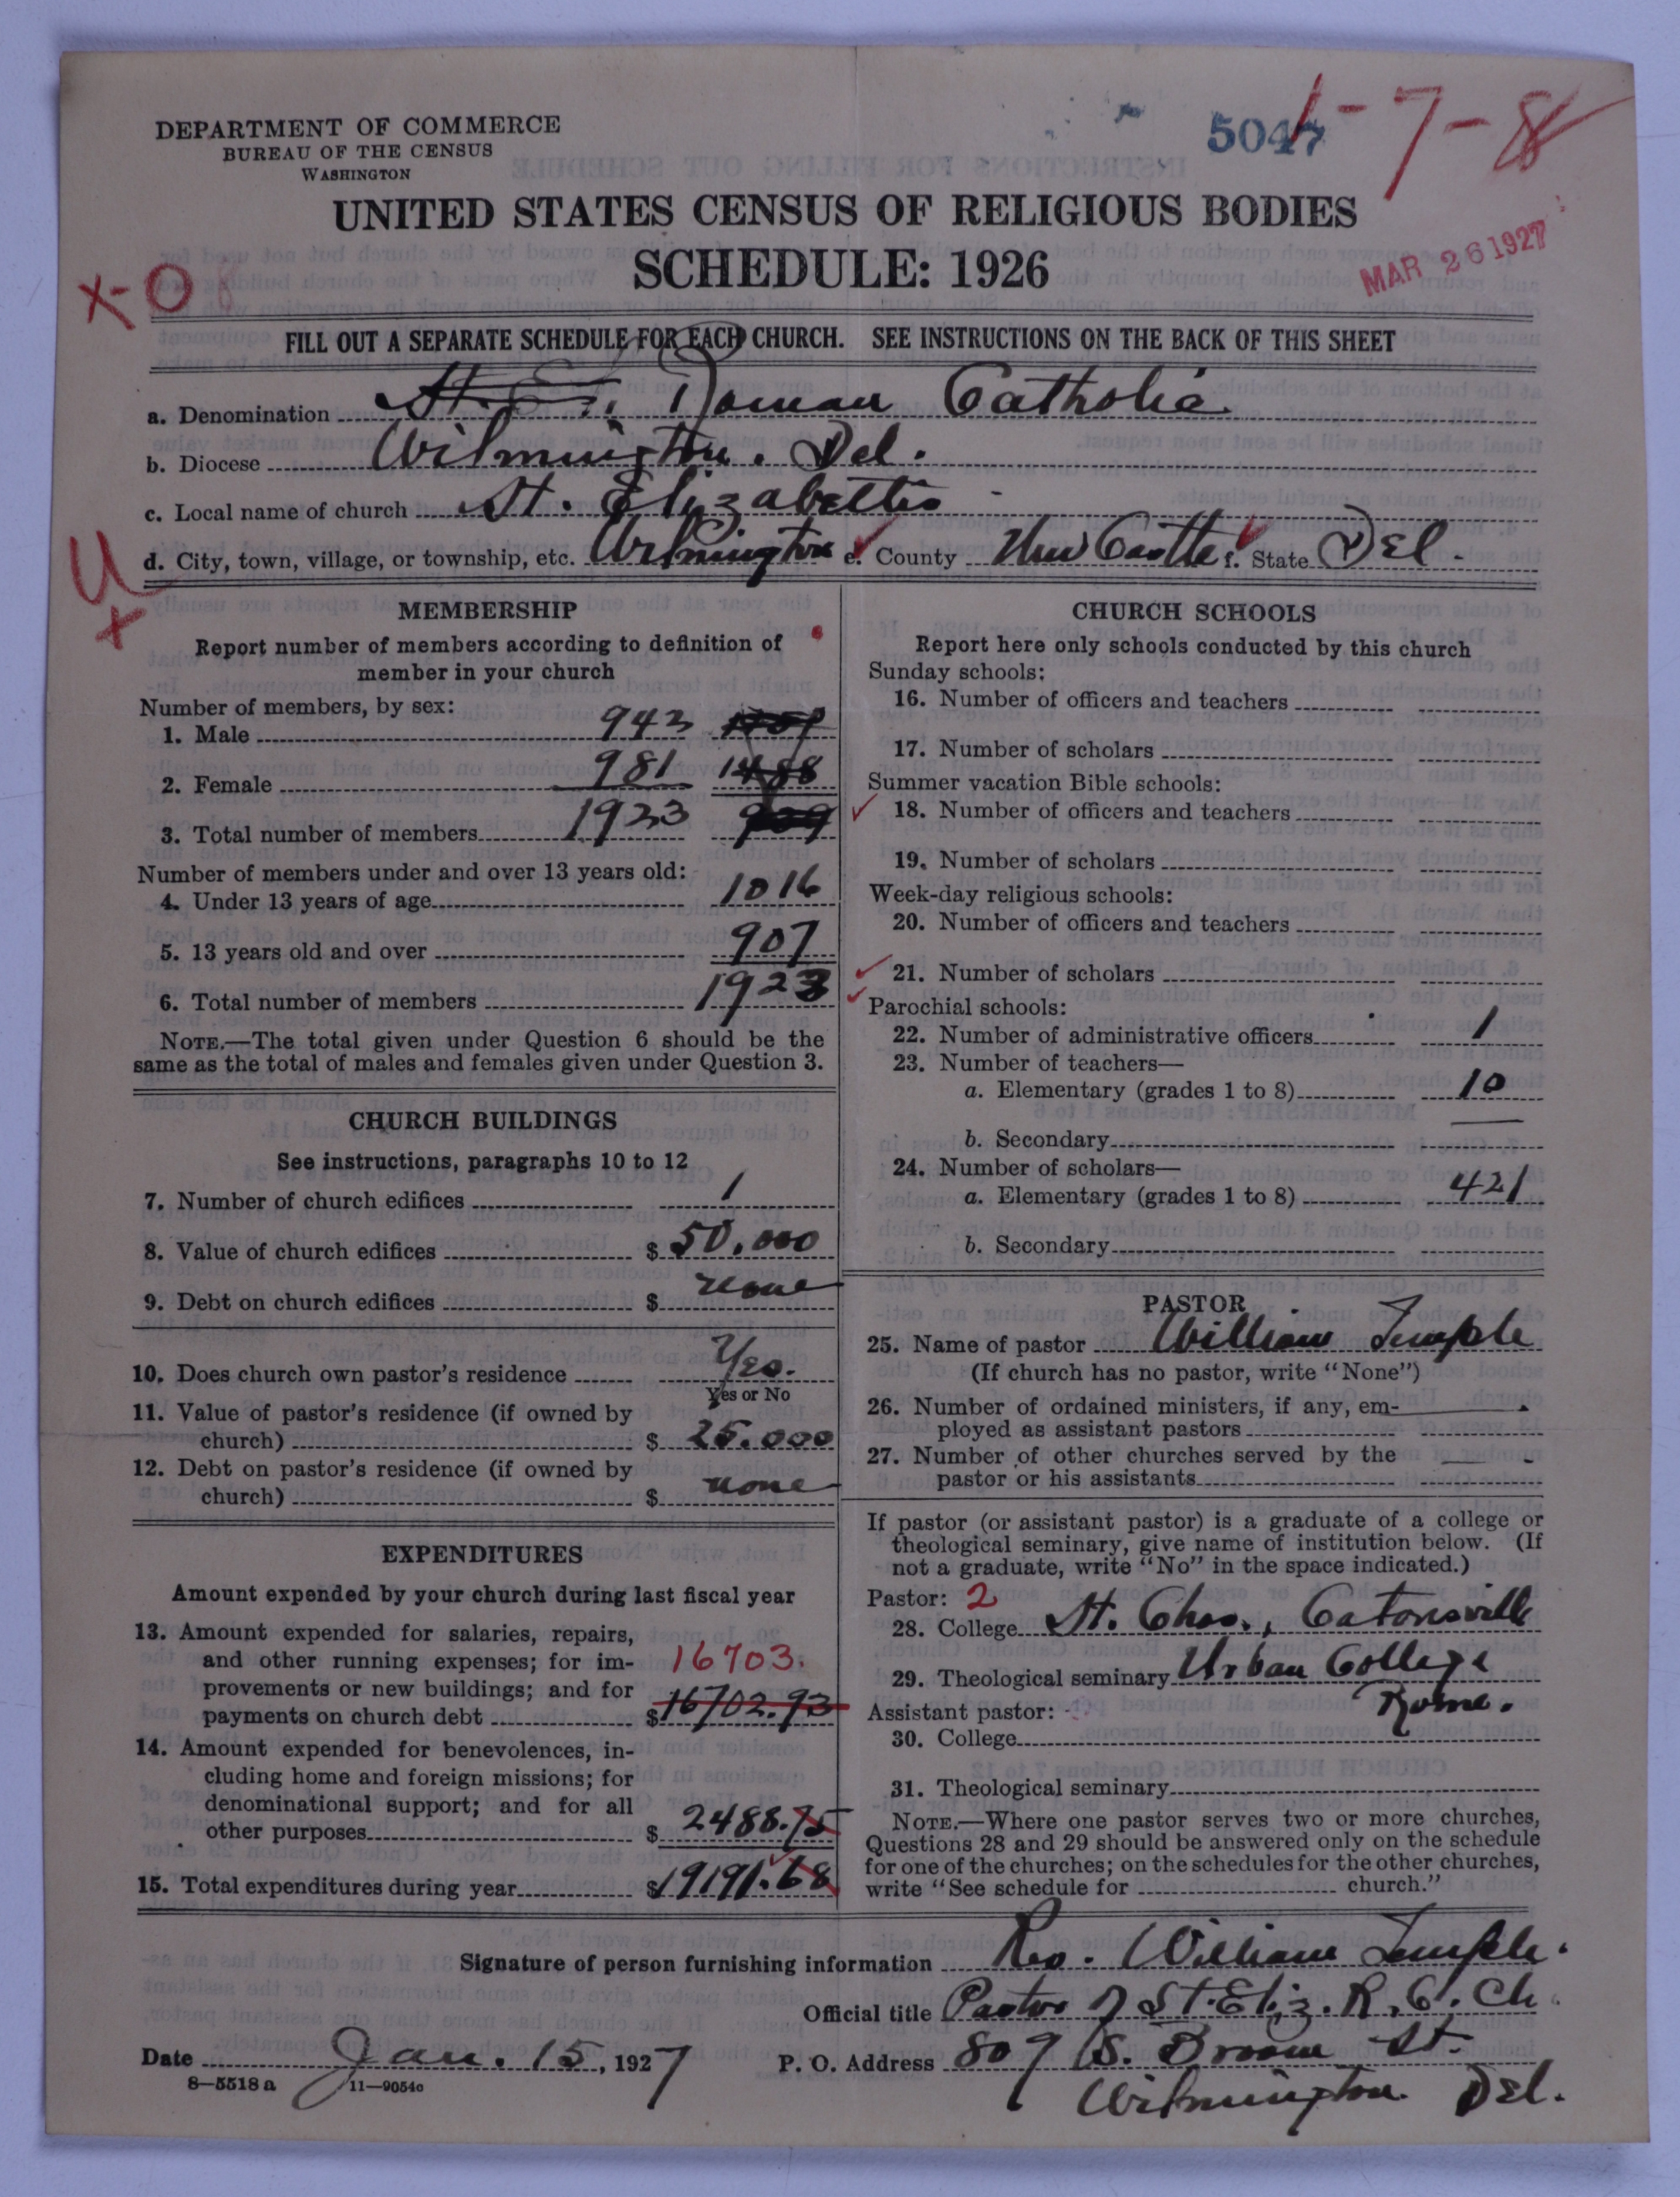 DEPARTMENT OF COMMERCE
BUREAU OF THE CENSUS
WASHINGTON
5047
1-7-8
UNITED STATES CENSUS OF RELIGIOUS BODIES
SCHEDULE: 1926
MAR 26 1927
X-O
FILL OUT A SEPARATE SCHEDULE FOR EACH CHURCH. SEE INSTRUCTIONS ON THE BACK OF THIS SHEET
a. Denomination St. E. Roman Catholic
b. Diocese Wilmington. Del.
c. Local name of church St. Elizabeth's
d. City, town, village, or township, etc. Wilmington e. County New Castle f. State Del.
U
x
MEMBERSHIP
Report number of members according to definition of
member in your church
Number of members, by sex:
1. Male 942
2. Female 981 1488
3. Total number of members 1923 909
Number of members under and over 13 years old:
4. Under 13 years of age 1016
5. 13 years old and over 907
6. Total number of members 1923
NOTE.—The total given under Question 6 should be the
same as the total of males and females given under Question 3.
CHURCH BUILDINGS
See instructions, paragraphs 10 to 12
7. Number of church edifices 1
8. Value of church edifices $ 50.000
9. Debt on church edifices $ none
10. Does church own pastor's residence Yes.
Yes or No
11. Value of pastor's residence (if owned by
church) $ 25.000
12. Debt on pastor's residence (if owned by
church) $ none
EXPENDITURES
Amount expended by your church during last fiscal year
13. Amount expended for salaries, repairs,
and other running expenses; for im- 16703.
provements or new buildings; and for
payments on church debt $ 16702.93
14. Amount expended for benevolences, in-
cluding home and foreign missions; for
denominational support; and for all
other purposes $ 2488.75
15. Total expenditures during year $ 19191.68
CHURCH SCHOOLS
Report here only schools conducted by this church
Sunday schools:
16. Number of officers and teachers
17. Number of scholars
Summer vacation Bible schools:
18. Number of officers and teachers
19. Number of scholars
Week-day religious schools:
20. Number of officers and teachers
21. Number of scholars
Parochial schools:
22. Number of administrative officers 1
23. Number of teachers—
a. Elementary (grades 1 to 8) 10
b. Secondary —
24. Number of scholars—
a. Elementary (grades 1 to 8) 421
b. Secondary
PASTOR
25. Name of pastor William Temple
(If church has no pastor, write "None")
26. Number of ordained ministers, if any, em-
ployed as assistant pastors
27. Number of other churches served by the
pastor or his assistants
If pastor (or assistant pastor) is a graduate of a college or
theological seminary, give name of institution below. (If
not a graduate, write "No" in the space indicated.)
Pastor: 2
28. College St. Chas., Catonsville
29. Theological seminary Urban College
Rome.
Assistant pastor:
30. College
31. Theological seminary
NOTE.—Where one pastor serves two or more churches,
Questions 28 and 29 should be answered only on the schedule
for one of the churches; on the schedules for the other churches,
write "See schedule for church."
Signature of person furnishing information Rev. William Temple.
Official title Pastor of St. Eliz. R. C. Ch.
Date Jan. 15, 1927 P. O. Address 809 S. Broom St.
8—5518 a 11—9054c
Wilmington. Del.